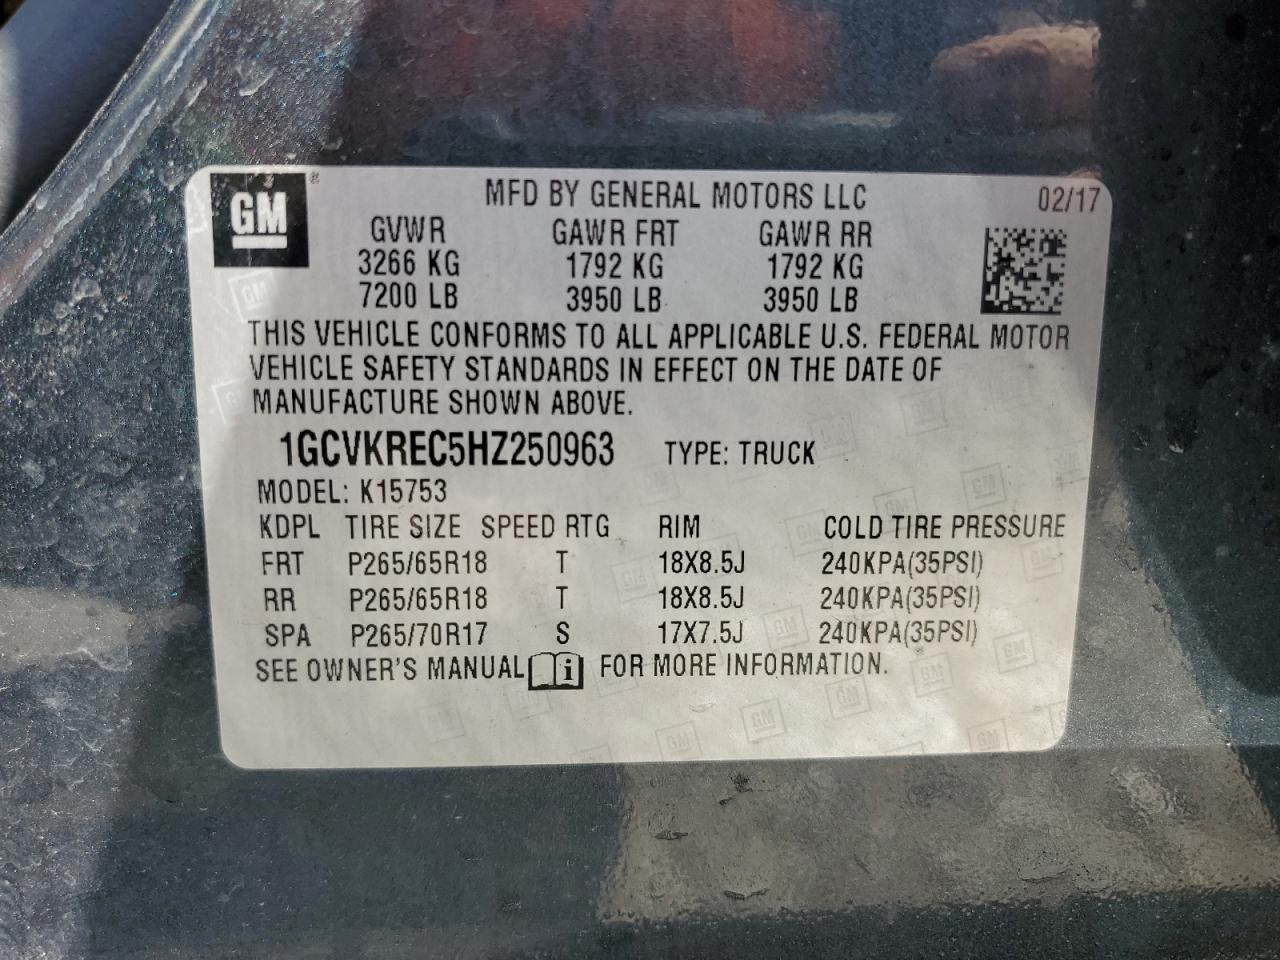 GM ® MFD BY GENERAL MOTORS LLC 02/17
GVWR GAWR FRT GAWR RR
3266 KG 1792 KG 1792 KG
7200 LB 3950 LB 3950 LB
THIS VEHICLE CONFORMS TO ALL APPLICABLE U.S. FEDERAL MOTOR
VEHICLE SAFETY STANDARDS IN EFFECT ON THE DATE OF
MANUFACTURE SHOWN ABOVE.
1GCVKREC5HZ250963 TYPE: TRUCK
MODEL: K15753
KDPL TIRE SIZE SPEED RTG RIM COLD TIRE PRESSURE
FRT P265/65R18 T 18X8.5J 240KPA(35PSI)
RR P265/65R18 T 18X8.5J 240KPA(35PSI)
SPA P265/70R17 S 17X7.5J 240KPA(35PSI)
SEE OWNER'S MANUAL i FOR MORE INFORMATION.